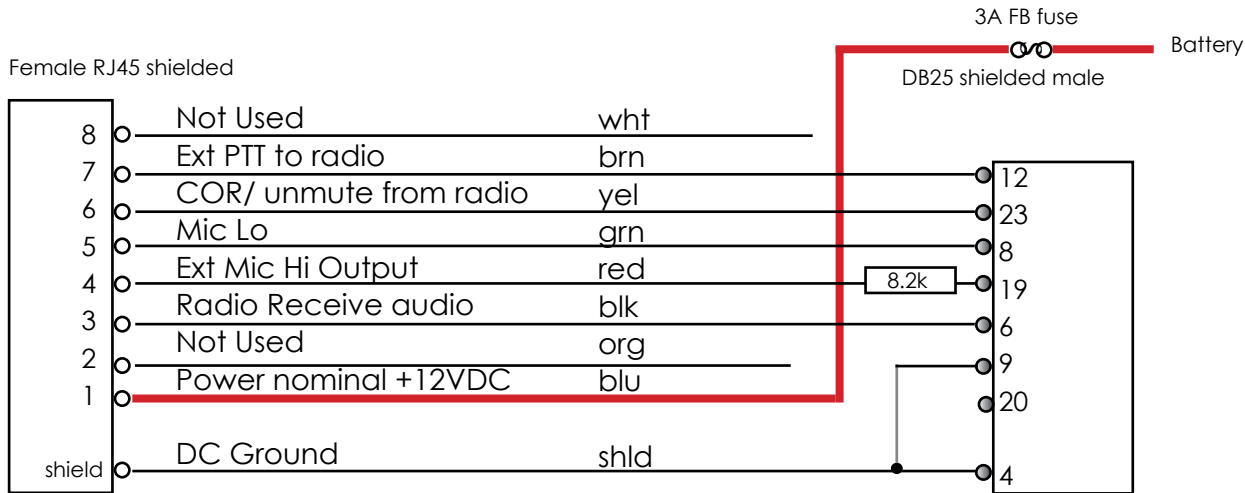 3A FB fuse
Battery
Female RJ45 shielded
DB25 shielded male
8 Not Used wht
7 Ext PTT to radio brn 12
6 COR/ unmute from radio yel 23
5 Mic Lo grn 8
4 Ext Mic Hi Output red 8.2k 19
3 Radio Receive audio blk 6
2 Not Used org 9
1 Power nominal +12VDC blu 20
shield DC Ground shld 4